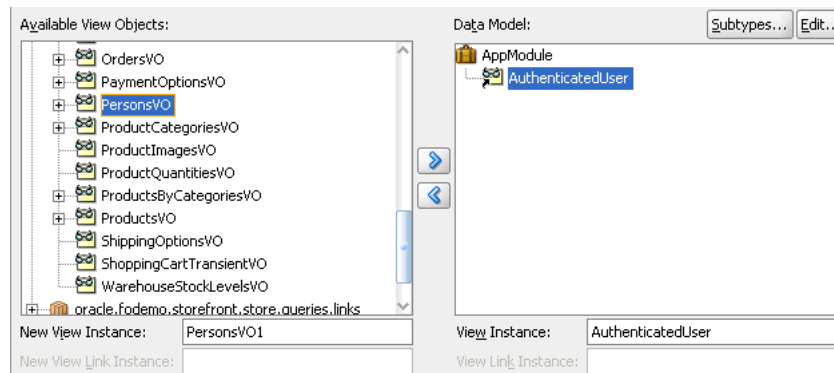 Available View Objects:
OrdersVO
PaymentOptionsVO
PersonsVO
ProductCategoriesVO
ProductImagesVO
ProductQuantitiesVO
ProductsByCategoriesVO
ProductsVO
ShippingOptionsVO
ShoppingCartTransientVO
WarehouseStockLevelsVO
oracle.fodemo.storefront.store.queries.links
New View Instance: PersonsVO1
New View Link Instance:
Data Model: Subtypes... Edit..
AppModule
AuthenticatedUser
View Instance: AuthenticatedUser
View Link Instance: